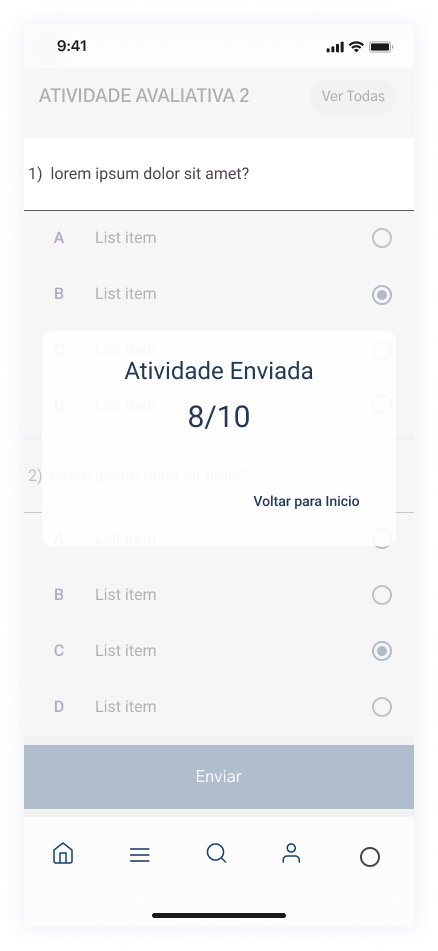 9:41
ATIVIDADE AVALIATIVA 2
Ver Todas
1) lorem ipsum dolor sit amet?
A List item
B List item
C List item
D List item
Atividade Enviada
8/10
Voltar para Inicio
2) lorem ipsum dolor sit amet?
A List item
B List item
C List item
D List item
Enviar